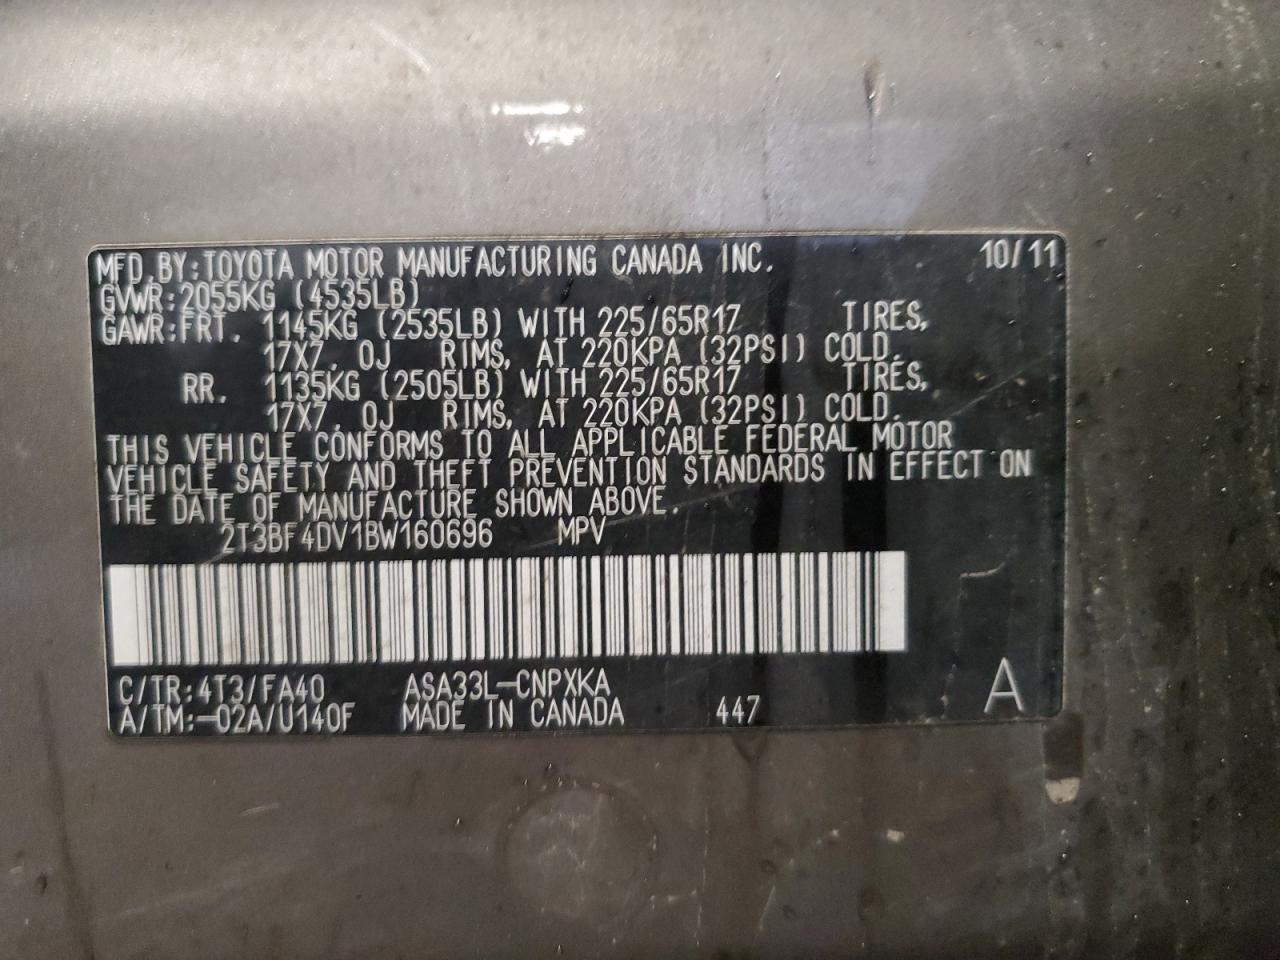 MFD.BY:TOYOTA MOTOR MANUFACTURING CANADA INC. 10/11
GVWR:2055KG (4535LB)
GAWR:FRT. 1145KG (2535LB) WITH 225/65R17 TIRES,
17X7.0J RIMS, AT 220KPA (32PSI) COLD.
RR. 1135KG (2505LB) WITH 225/65R17 TIRES,
17X7.0J RIMS, AT 220KPA (32PSI) COLD.
THIS VEHICLE CONFORMS TO ALL APPLICABLE FEDERAL MOTOR
VEHICLE SAFETY AND THEFT PREVENTION STANDARDS IN EFFECT ON
THE DATE OF MANUFACTURE SHOWN ABOVE.
2T3BF4DV1BW160696 MPV
C/TR:4T3/FA40 ASA33L-CNPXKA
A/TM:-02A/U140F MADE IN CANADA 447 A